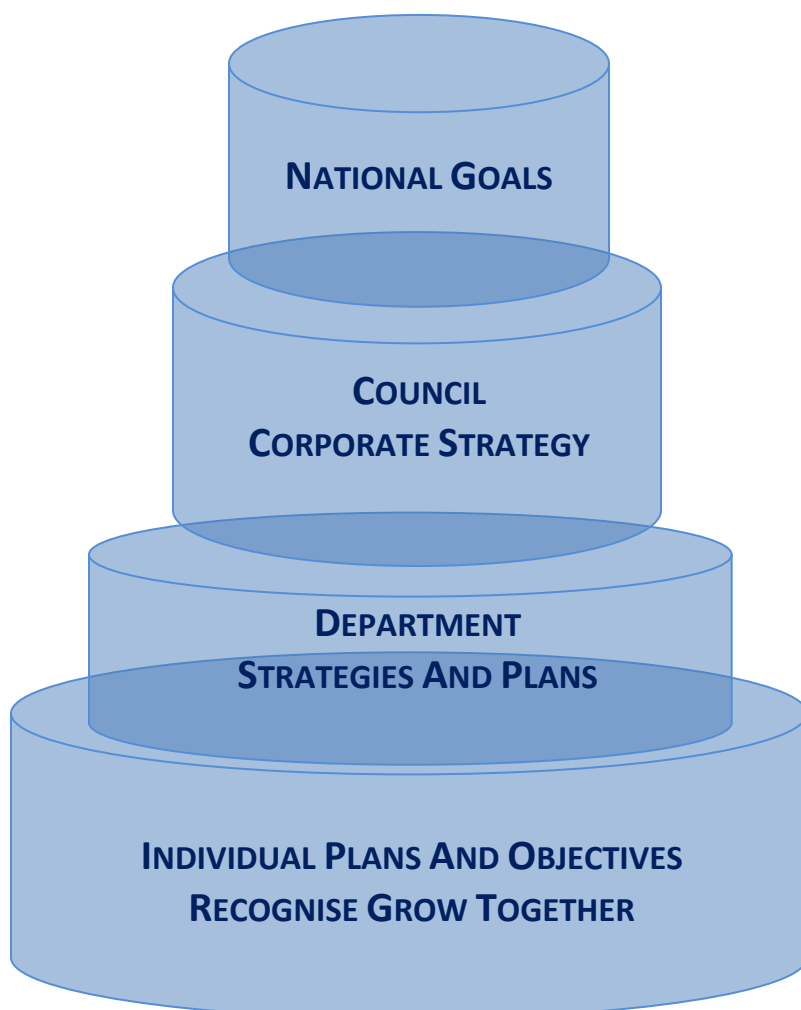 NATIONAL GOALS
COUNCIL
CORPORATE STRATEGY
DEPARTMENT
STRATEGIES AND PLANS
INDIVIDUAL PLANS AND OBJECTIVES
RECOGNISE GROW TOGETHER